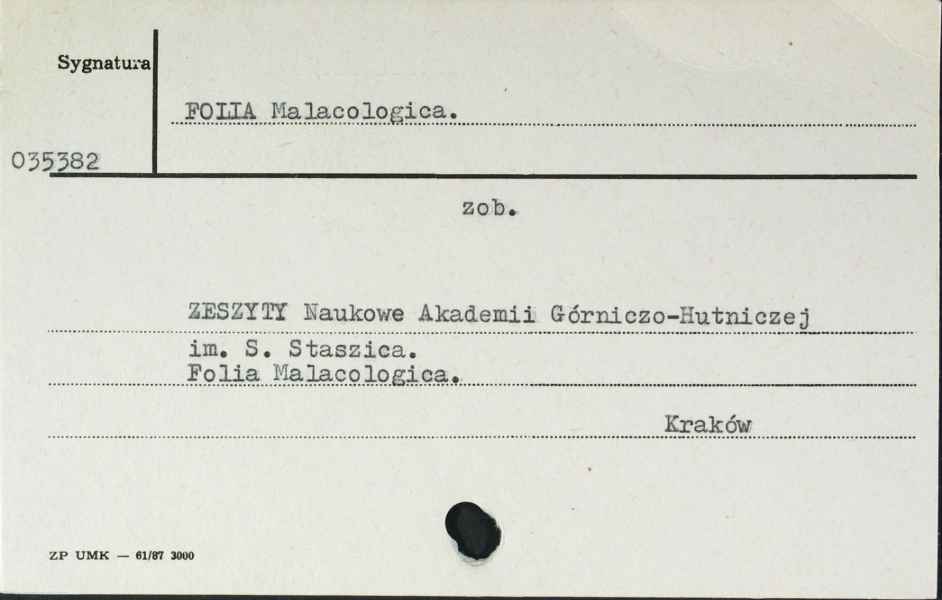 Sygnatura
FOLIA Malacologica.
035382
zob.
ZESZYTY Naukowe Akademii Górniczo-Hutniczej
im. S. Staszica.
Folia Malacologica.
Kraków
ZP UMK — 61/87 3000